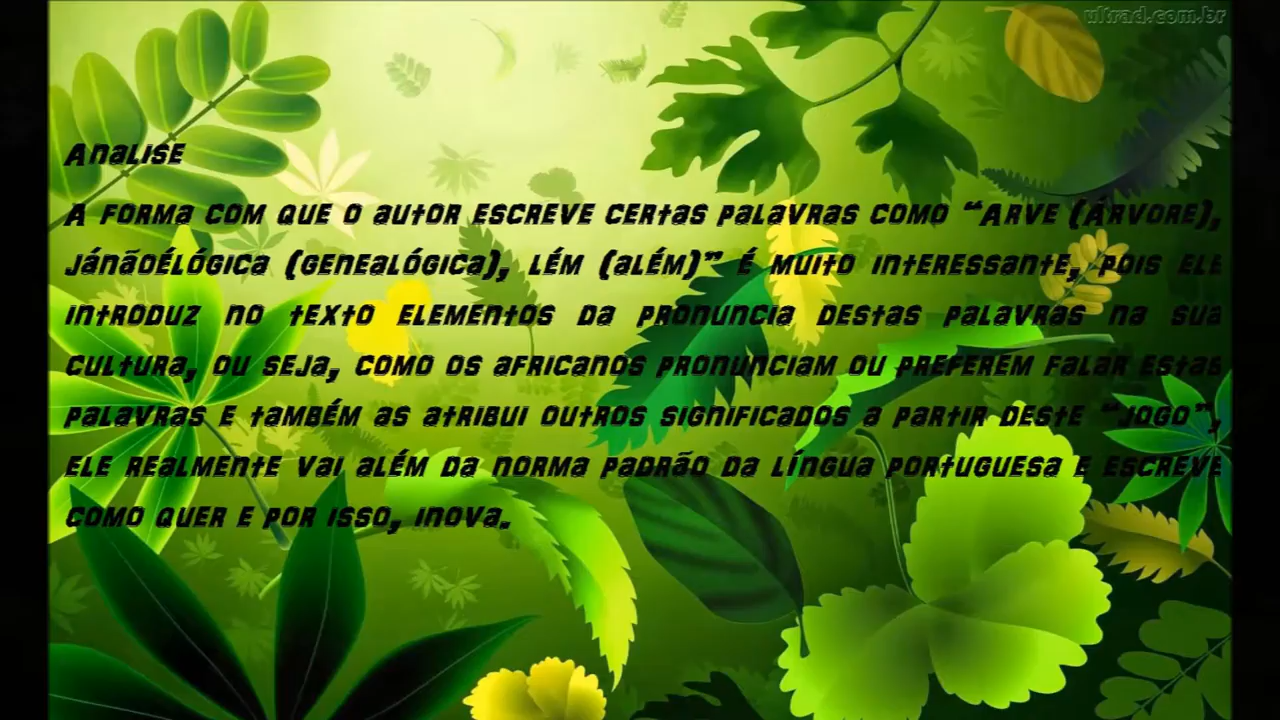 ultrad.com.br
Analise
A forma com que o autor escreve certas palavras como “Arve (Árvore),
jánãoélógica (genealógica), lém (além)” é muito interessante, pois ele
introduz no texto elementos da pronuncia destas palavras na sua
cultura, ou seja, como os africanos pronunciam ou preferem falar estas
palavras e também as atribui outros significados a partir deste “jogo”,
ele realmente vai além da norma padrão da língua portuguesa e escreve
como quer e por isso, inova.